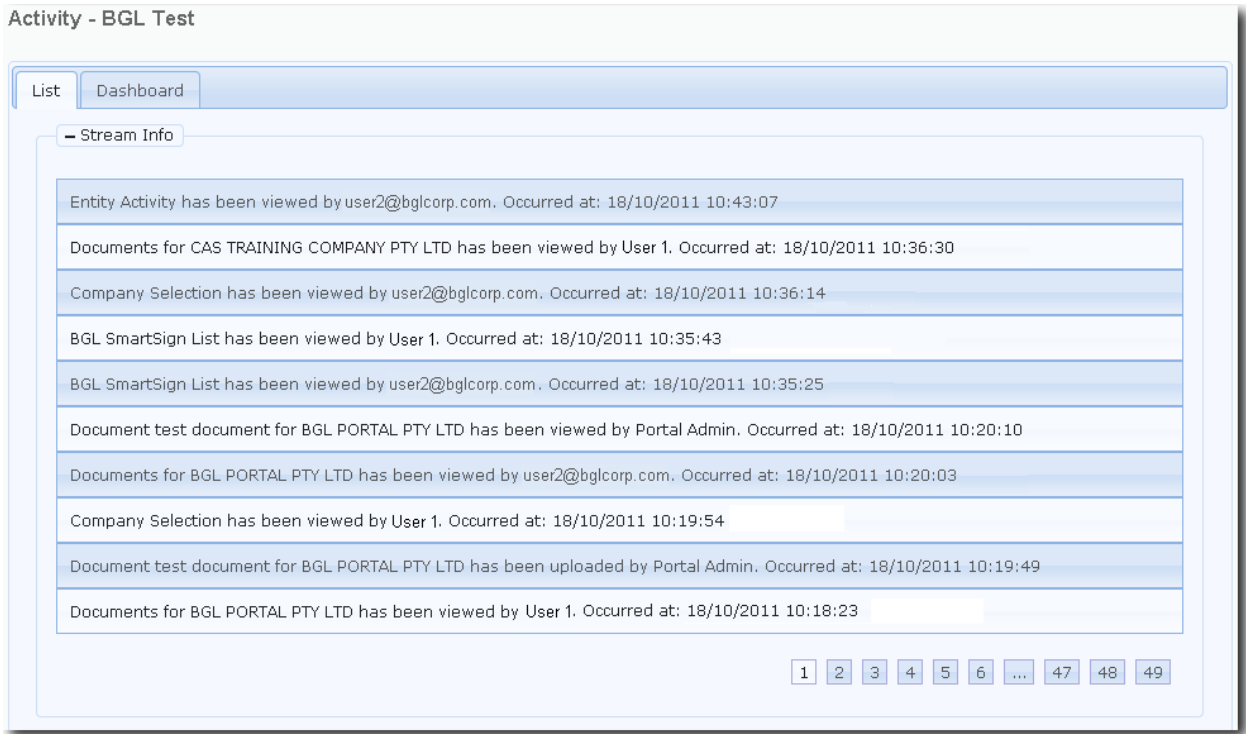 Activity - BGL Test
List Dashboard
– Stream Info
Entity Activity has been viewed by user2@bglcorp.com. Occurred at: 18/10/2011 10:43:07
Documents for CAS TRAINING COMPANY PTY LTD has been viewed by User 1. Occurred at: 18/10/2011 10:36:30
Company Selection has been viewed by user2@bglcorp.com. Occurred at: 18/10/2011 10:36:14
BGL SmartSign List has been viewed by User 1. Occurred at: 18/10/2011 10:35:43
BGL SmartSign List has been viewed by user2@bglcorp.com. Occurred at: 18/10/2011 10:35:25
Document test document for BGL PORTAL PTY LTD has been viewed by Portal Admin. Occurred at: 18/10/2011 10:20:10
Documents for BGL PORTAL PTY LTD has been viewed by user2@bglcorp.com. Occurred at: 18/10/2011 10:20:03
Company Selection has been viewed by User 1. Occurred at: 18/10/2011 10:19:54
Document test document for BGL PORTAL PTY LTD has been uploaded by Portal Admin. Occurred at: 18/10/2011 10:19:49
Documents for BGL PORTAL PTY LTD has been viewed by User 1. Occurred at: 18/10/2011 10:18:23
1 2 3 4 5 6 ... 47 48 49